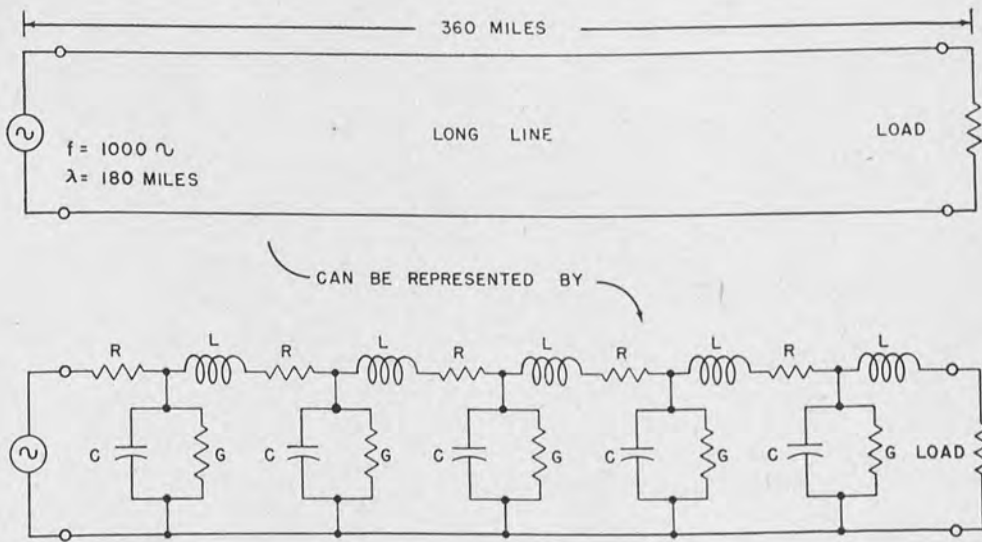 360 MILES
LONG LINE
LOAD
f = 1000 ~
λ = 180 MILES
CAN BE REPRESENTED BY
R L R L R L R L R L
C G C G C G C G C G LOAD